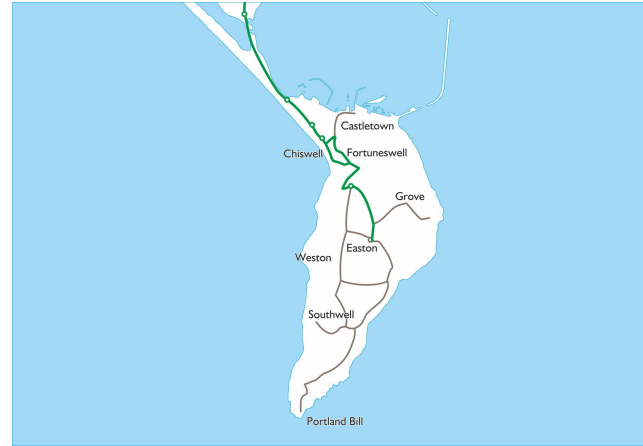 Castletown
Chiswell
Fortuneswell
Grove
Easton
Weston
Southwell
Portland Bill